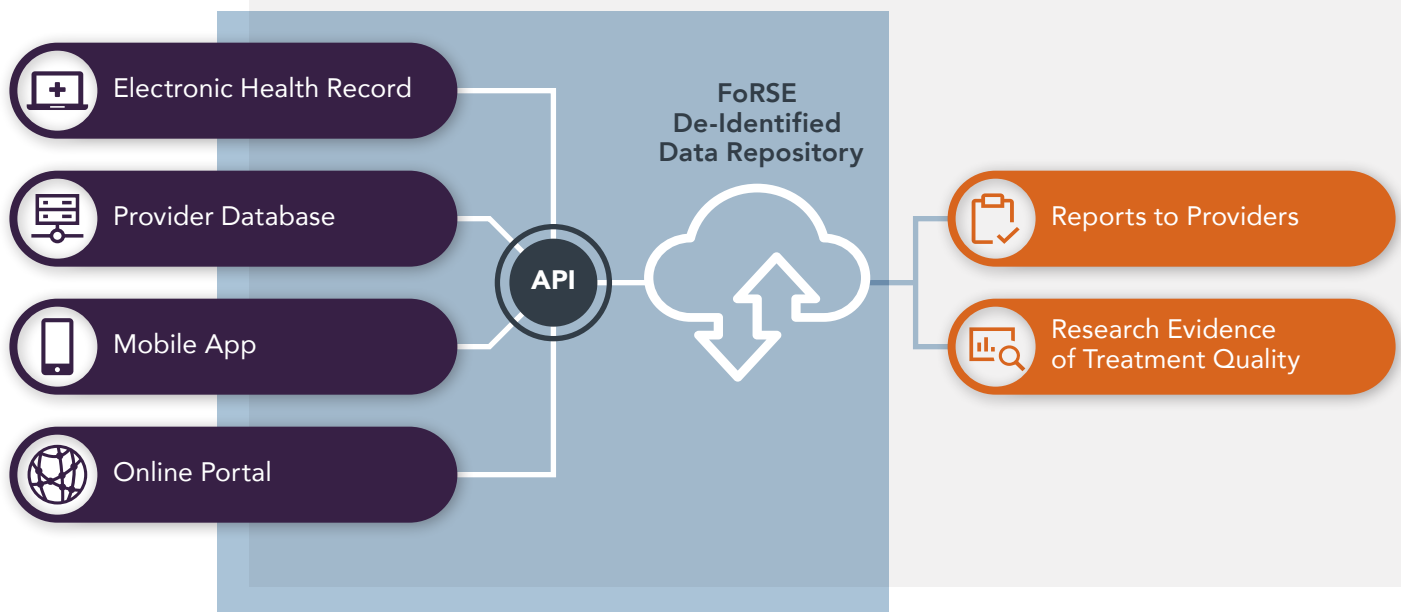 Electronic Health Record
Provider Database
Mobile App
Online Portal
API
FoRSE
De-Identified
Data Repository
Reports to Providers
Research Evidence
of Treatment Quality